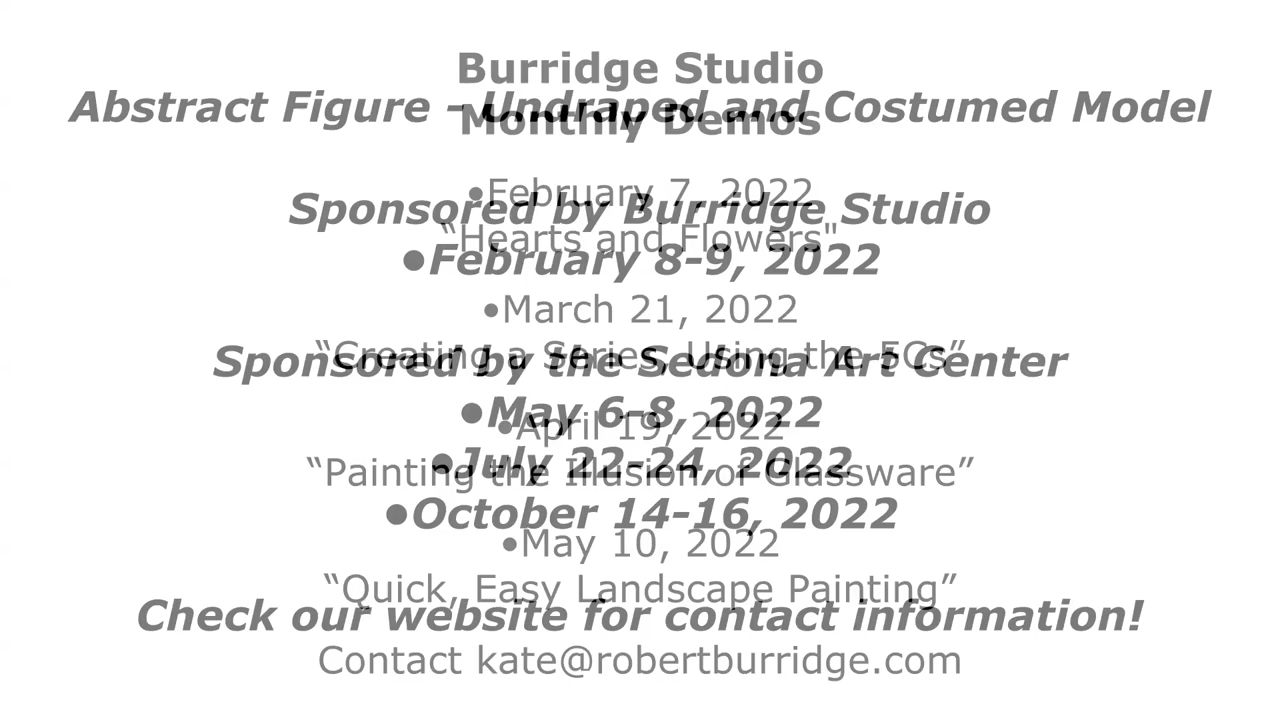 Burridge Studio
Monthly Demos
•February 7, 2022
“Hearts and Flowers"
•March 21, 2022
“Creating a Series, Using the 5Cs”
•April 19, 2022
“Painting the Illusion of Glassware”
•May 10, 2022
“Quick, Easy Landscape Painting”
Contact kate@robertburridge.com
Abstract Figure – Undraped and Costumed Model
Sponsored by Burridge Studio
•February 8-9, 2022
Sponsored by the Sedona Art Center
•May 6-8, 2022
•July 22-24, 2022
•October 14-16, 2022
Check our website for contact information!